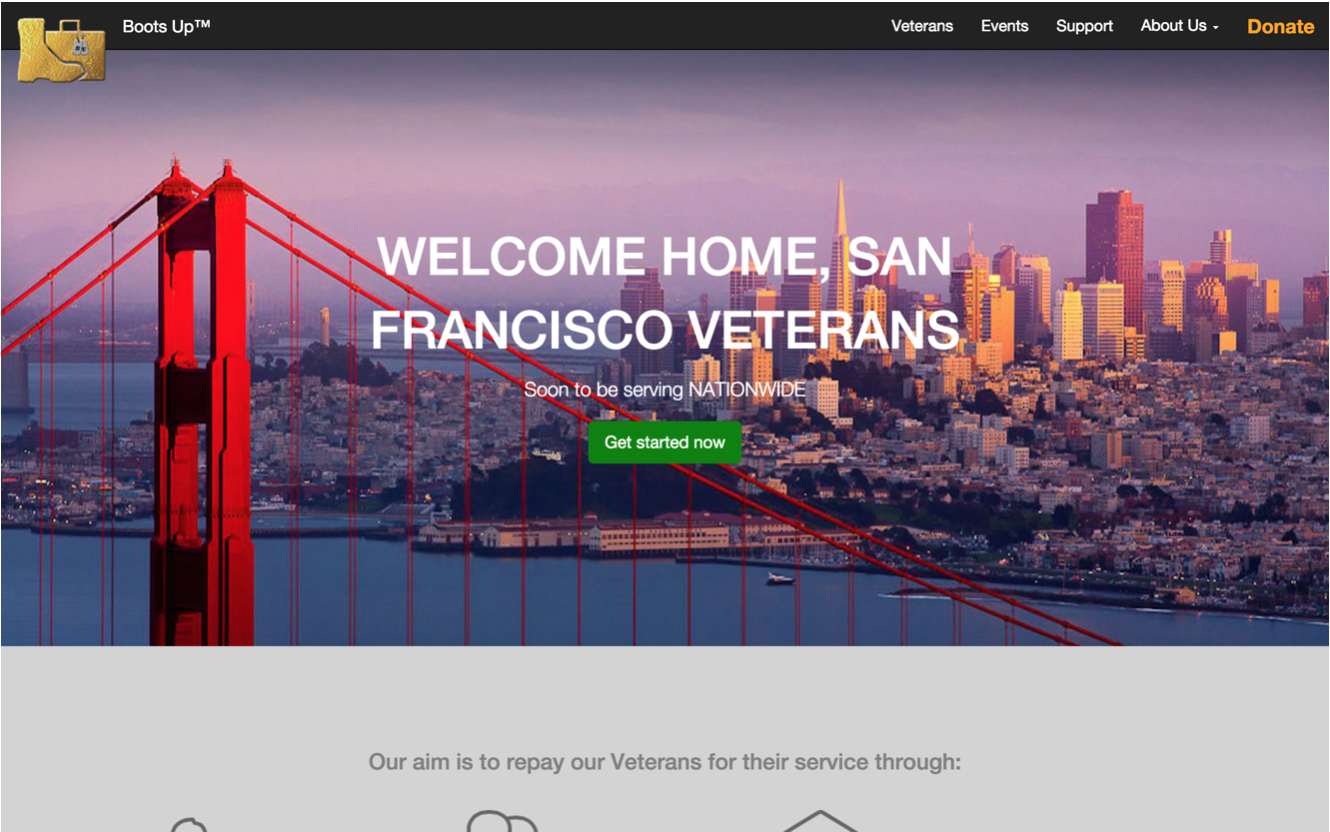 Boots Up™
Veterans Events Support About Us Donate
WELCOME HOME, SAN
FRANCISCO VETERANS
Soon to be serving NATIONWIDE
Get started now
Our aim is to repay our Veterans for their service through: